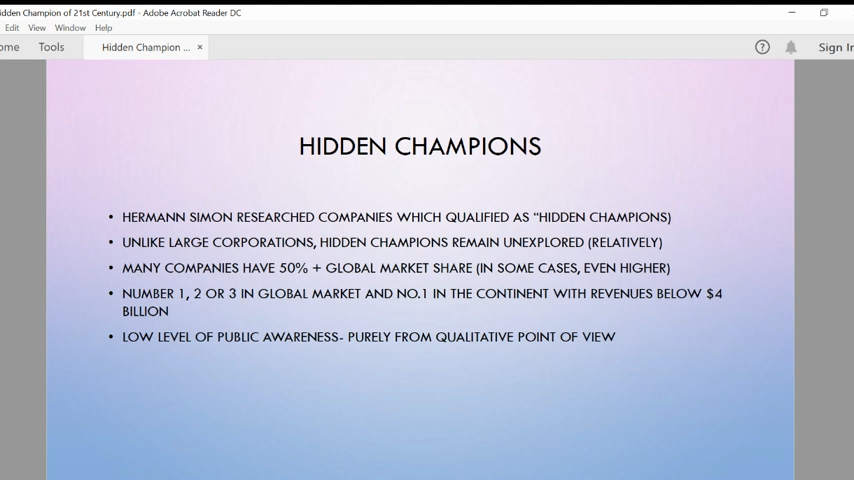 idden Champion of 21st Century.pdf - Adobe Acrobat Reader DC
Edit View Window Help
ome Tools Hidden Champion ... × ? Sign In
HIDDEN CHAMPIONS
• HERMANN SIMON RESEARCHED COMPANIES WHICH QUALIFIED AS "HIDDEN CHAMPIONS)
• UNLIKE LARGE CORPORATIONS, HIDDEN CHAMPIONS REMAIN UNEXPLORED (RELATIVELY)
• MANY COMPANIES HAVE 50% + GLOBAL MARKET SHARE (IN SOME CASES, EVEN HIGHER)
• NUMBER 1, 2 OR 3 IN GLOBAL MARKET AND NO.1 IN THE CONTINENT WITH REVENUES BELOW $4
BILLION
• LOW LEVEL OF PUBLIC AWARENESS- PURELY FROM QUALITATIVE POINT OF VIEW